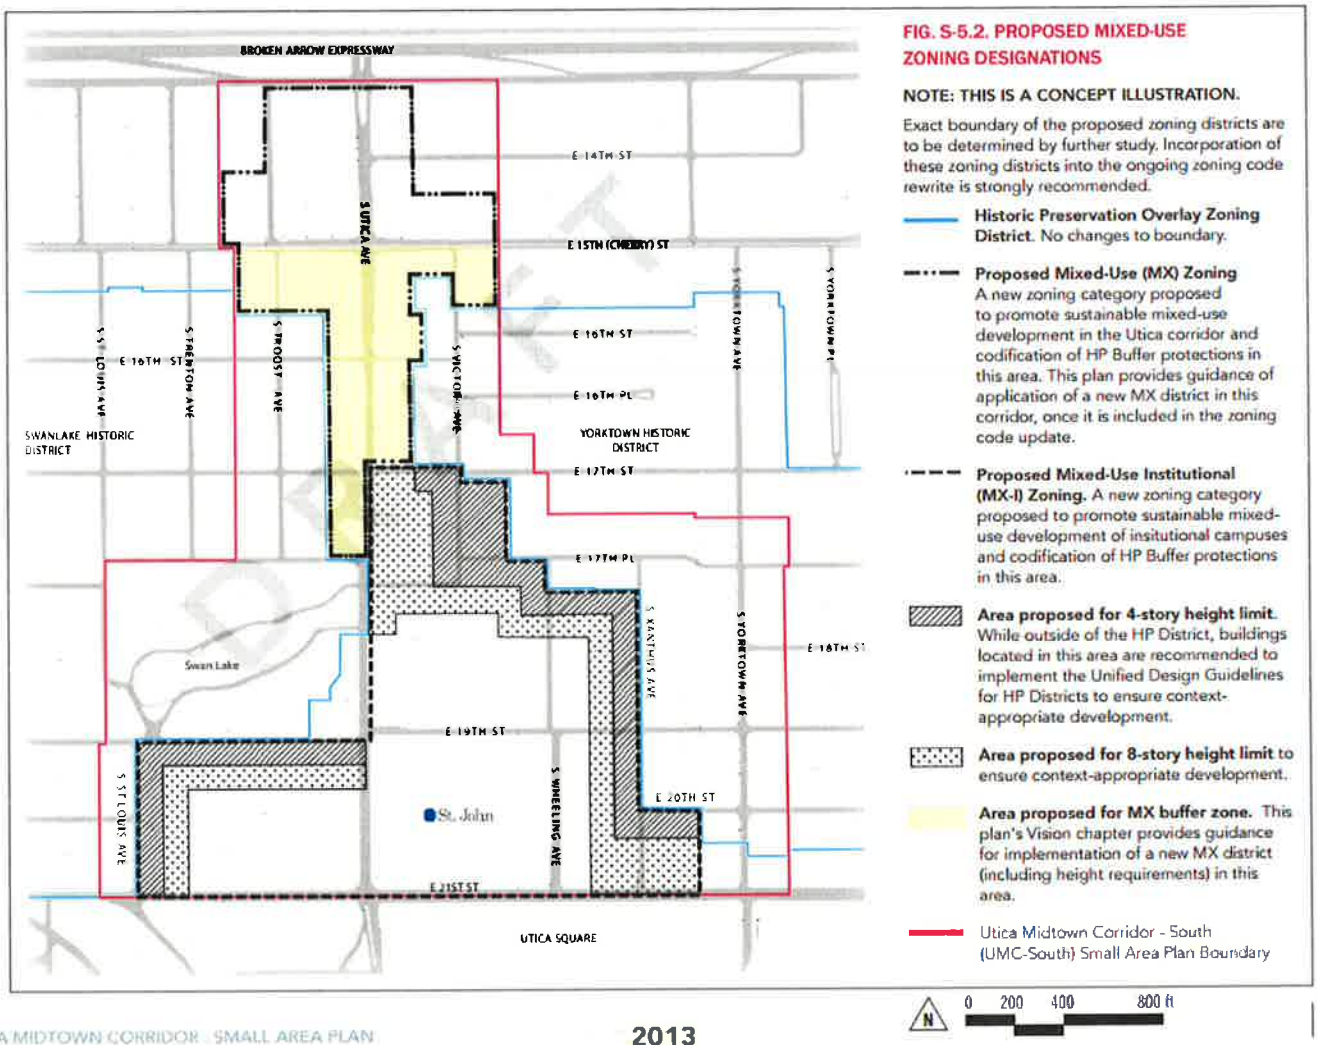 BROKEN ARROW EXPRESSWAY
E 14TH ST
S UTICA AVE
E 15TH (CHERRY) ST
S ST LOUIS AVE
E 16TH ST
S TRENTON AVE
S TROOST AVE
S VICTOR AVE
E 16TH ST
E 16TH PL
S YORKTOWN AVE
S YORKTOWN PL
SWANLAKE HISTORIC
DISTRICT
YORKTOWN HISTORIC
DISTRICT
E 17TH ST
E 17TH PL
S XANTHUS AVE
S YORKTOWN AVE
E 18TH ST
Swan Lake
E 19TH ST
S ST LOUIS AVE
St. John
S WHEELING AVE
E 20TH ST
E 21ST ST
UTICA SQUARE
DRAFT
FIG. S-5.2. PROPOSED MIXED-USE
ZONING DESIGNATIONS
NOTE: THIS IS A CONCEPT ILLUSTRATION.
Exact boundary of the proposed zoning districts are
to be determined by further study. Incorporation of
these zoning districts into the ongoing zoning code
rewrite is strongly recommended.
Historic Preservation Overlay Zoning
District. No changes to boundary.
Proposed Mixed-Use (MX) Zoning
A new zoning category proposed
to promote sustainable mixed-use
development in the Utica corridor and
codification of HP Buffer protections in
this area. This plan provides guidance of
application of a new MX district in this
corridor, once it is included in the zoning
code update.
Proposed Mixed-Use Institutional
(MX-I) Zoning. A new zoning category
proposed to promote sustainable mixed-
use development of insitutional campuses
and codification of HP Buffer protections
in this area.
Area proposed for 4-story height limit.
While outside of the HP District, buildings
located in this area are recommended to
implement the Unified Design Guidelines
for HP Districts to ensure context-
appropriate development.
Area proposed for 8-story height limit to
ensure context-appropriate development.
Area proposed for MX buffer zone. This
plan's Vision chapter provides guidance
for implementation of a new MX district
(including height requirements) in this
area.
Utica Midtown Corridor - South
(UMC-South) Small Area Plan Boundary
N
0 200 400 800 ft
A MIDTOWN CORRIDOR - SMALL AREA PLAN
2013